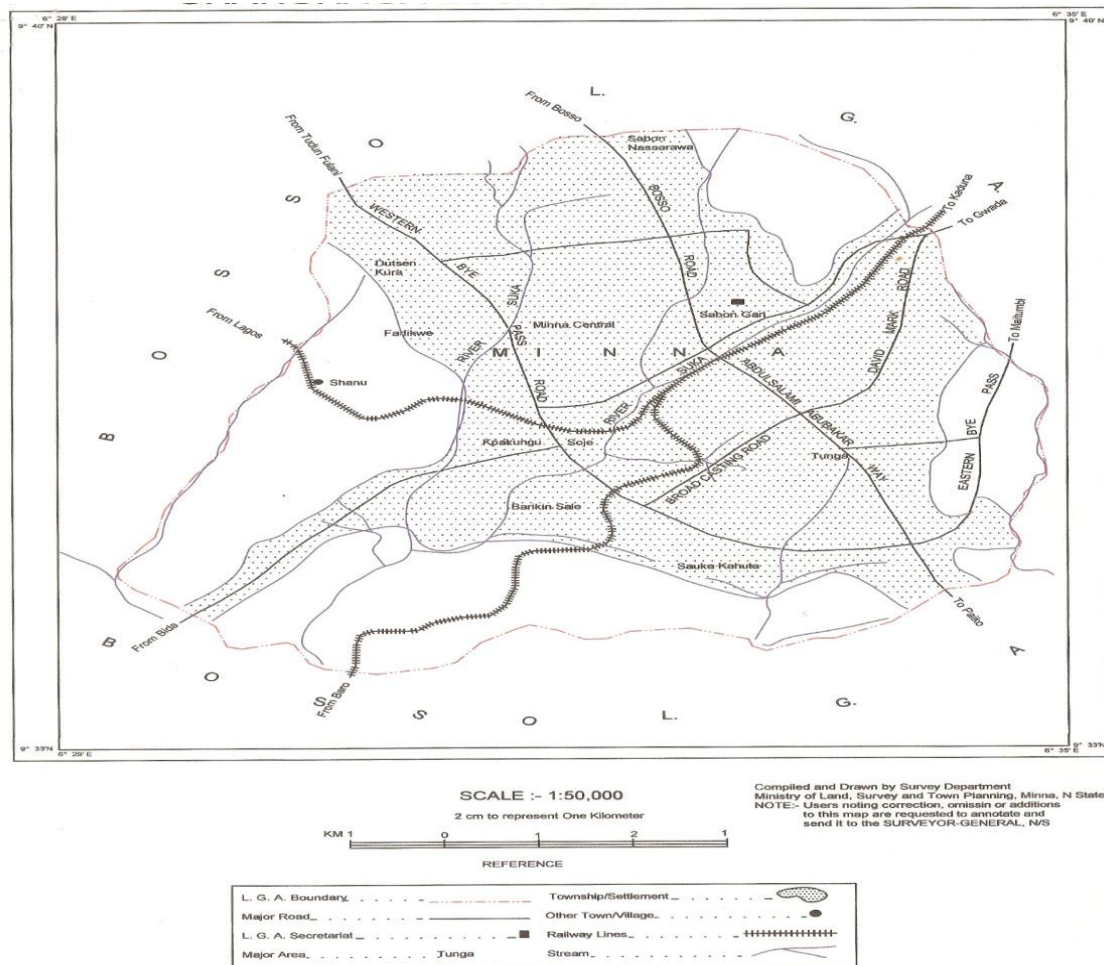 6° 29' E
6° 35' E
9° 40'N
9° 40' E
B O S S O L. G. A.
From Bosso
From Tudun Fulani
Sabon Nassarawa
To Kaduna
To Gwada
WESTERN BYE PASS ROAD
BOSSO ROAD
Dutsen Kura
RIVER SUKA
DAVID MARK ROAD
Sabon Gari
Minna Central
Fadikwe
To Maitumbi
From Lagos
M I N N A
Shanu
RIVER SUKA
ABDULSALAMI ABUBAKAR WAY
EASTERN BYE PASS
Kpakungu
Soje
Tunga
BROAD CASTING ROAD
Barikin Sale
Sauka Kahuta
To Paiko
From Bida
From Baro
B O S S O L. G. A
9° 33'N
9° 33'N
6° 29' E
6° 35' E
SCALE :- 1:50,000
2 cm to represent One Kilometer
KM 1 0 1 2 1
REFERENCE
Compiled and Drawn by Survey Department
Ministry of Land, Survey and Town Planning, Minna, N State
NOTE:- Users noting correction, omissin or additions
to this map are requested to annotate and
send it to the SURVEYOR-GENERAL, N/S
L. G. A. Boundary
Township/Settlement
Major Road
Other Town/Village
L. G. A. Secretariat
Railway Lines
Major Area Tunga
Stream